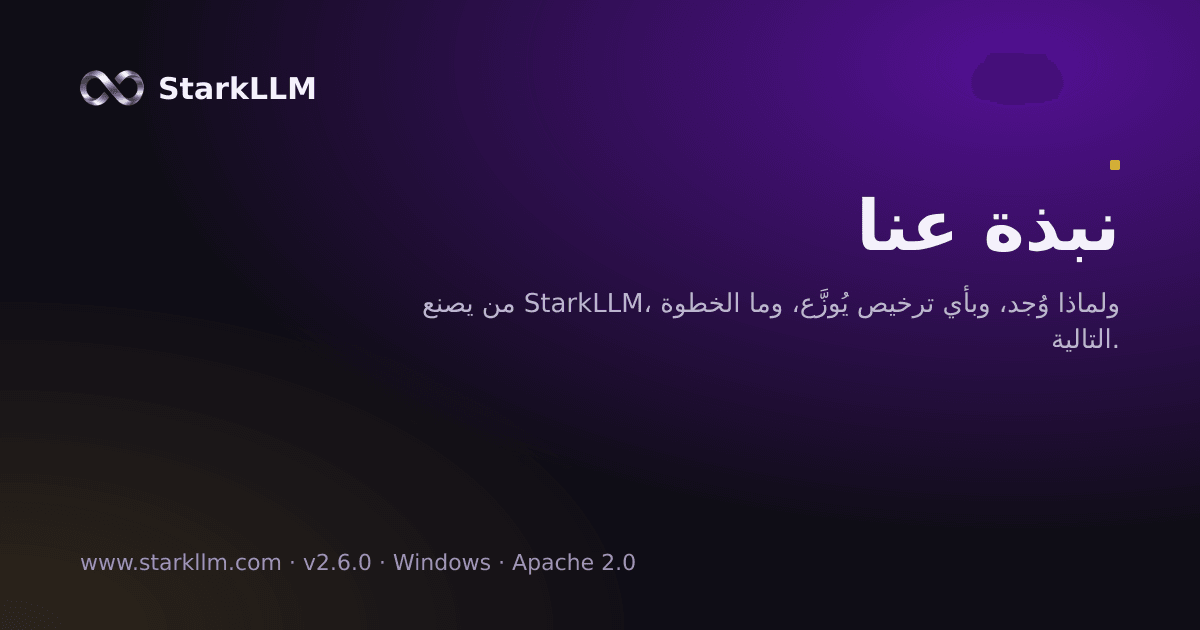 StarkLLM
نبذة عنا
من يصنع StarkLLM، ولماذا وُجد، وبأي ترخيص يُوزَّع، وما الخطوة
التالية.
www.starkllm.com · v2.6.0 · Windows · Apache 2.0